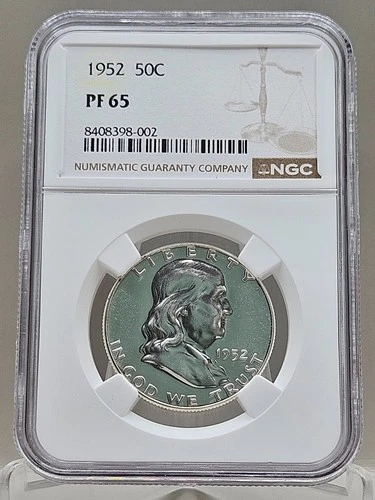 1952 50C
PF 65
8408398-002
NUMISMATIC GUARANTY COMPANY NGC
LIBERTY
1952
IN GOD WE TRUST